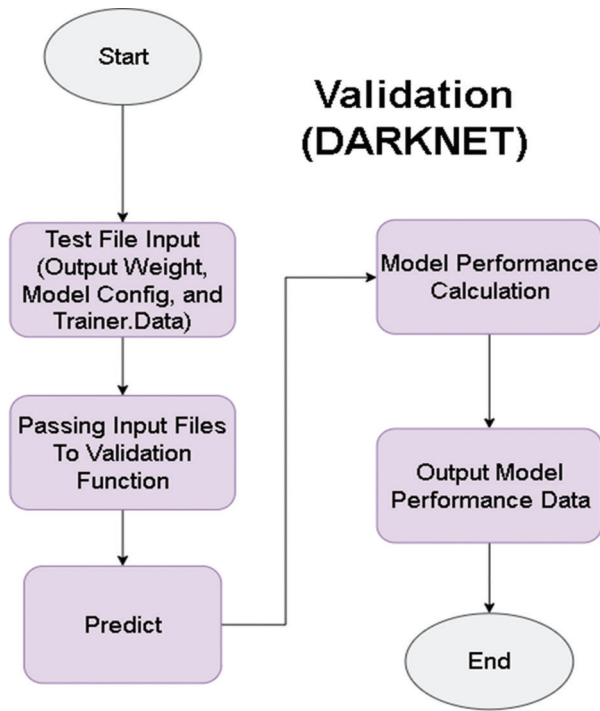 Start
Validation
(DARKNET)
Test File Input
(Output Weight,
Model Config, and
Trainer.Data)
Passing Input Files
To Validation
Function
Predict
Model Performance
Calculation
Output Model
Performance Data
End